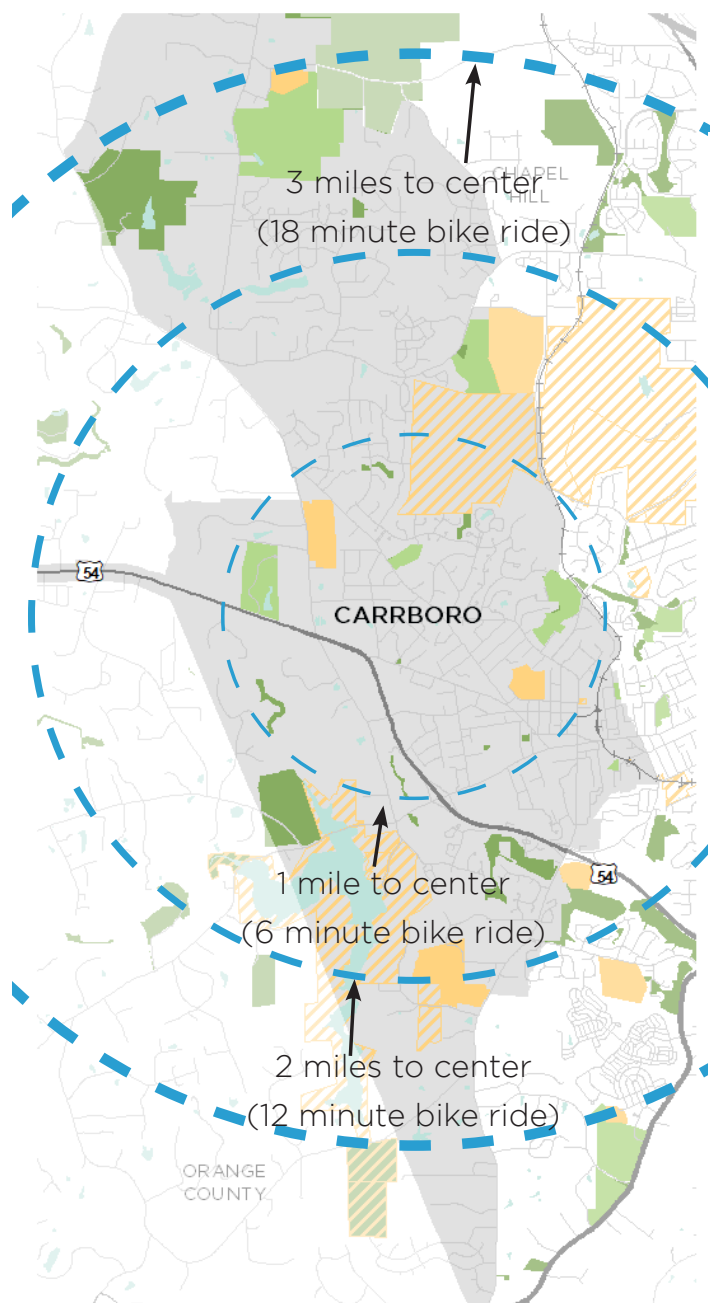 3 miles to center
CHAPEL
HILL
(18 minute bike ride)
54
CARRBORO
54
1 mile to center
(6 minute bike ride)
2 miles to center
(12 minute bike ride)
ORANGE
COUNTY